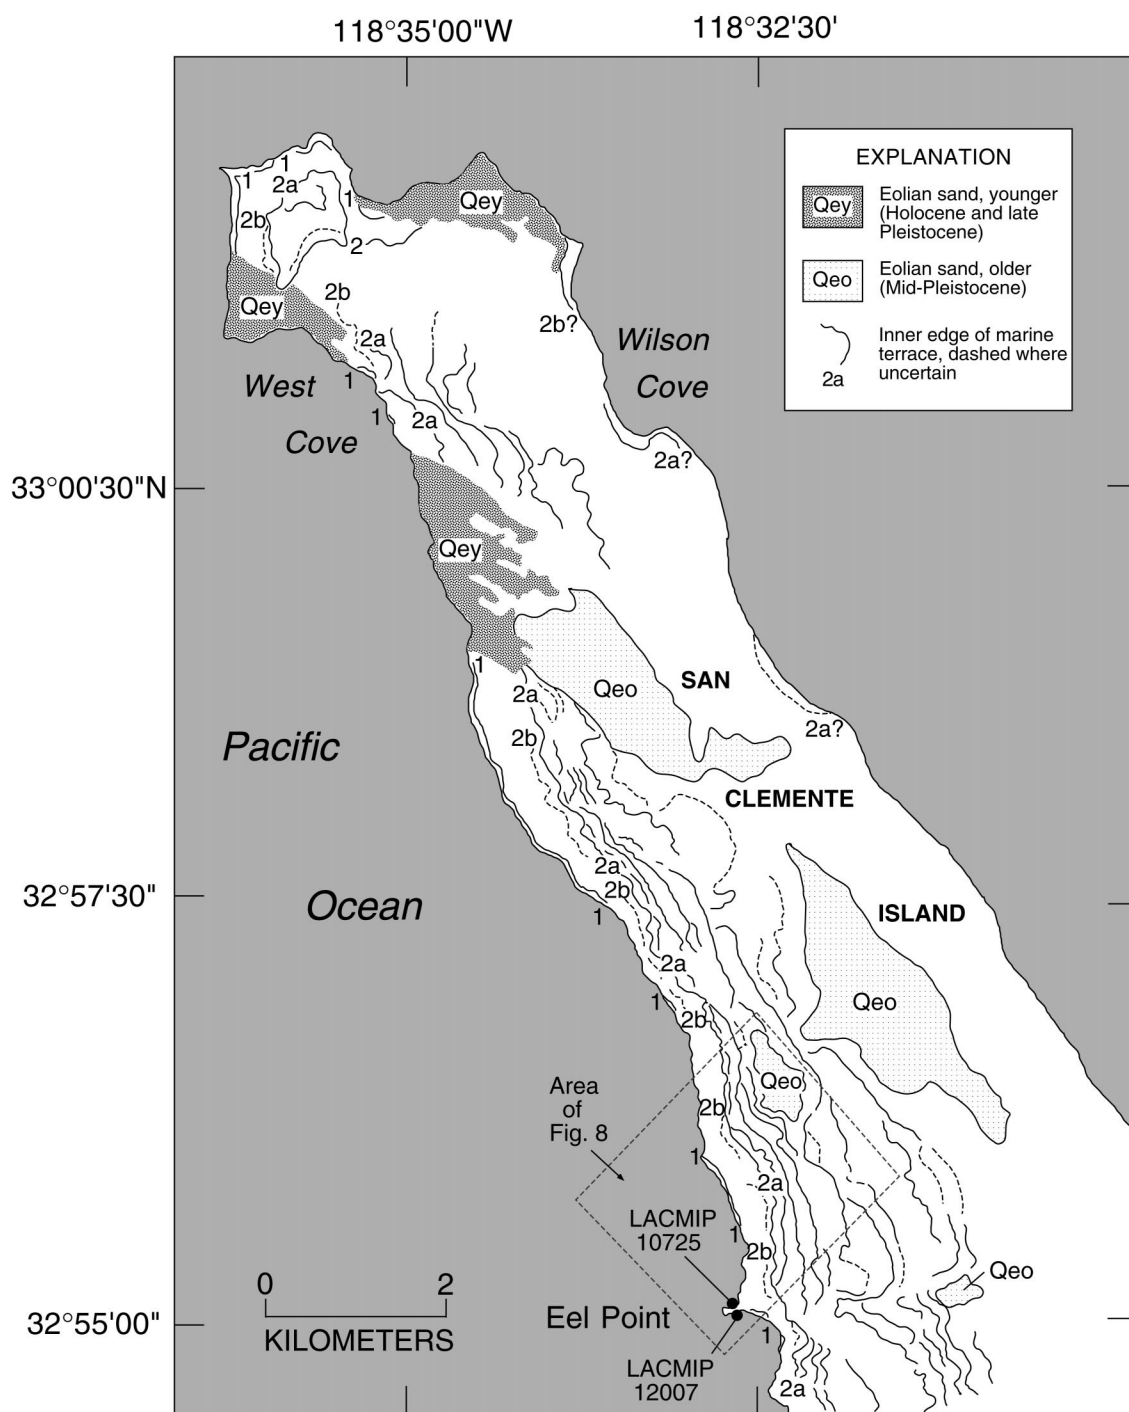 118°35'00"W
118°32'30'
EXPLANATION
Qey
Eolian sand, younger
(Holocene and late
Pleistocene)
Qeo
Eolian sand, older
(Mid-Pleistocene)
2a
Inner edge of marine
terrace, dashed where
uncertain
1
1
2a
1
2b
2
Qey
Qey
2b
2b?
2a
Wilson
Cove
West
Cove
1
1
2a
2a?
33°00'30"N
Qey
1
2a
Qeo
SAN
2b
2a?
Pacific
CLEMENTE
2a
2b
32°57'30"
Ocean
1
ISLAND
2a
1
2b
Qeo
Qeo
Area
of
Fig. 8
2b
1
2a
LACMIP
10725
1
2b
Qeo
0
2
KILOMETERS
32°55'00"
Eel Point
1
LACMIP
12007
2a